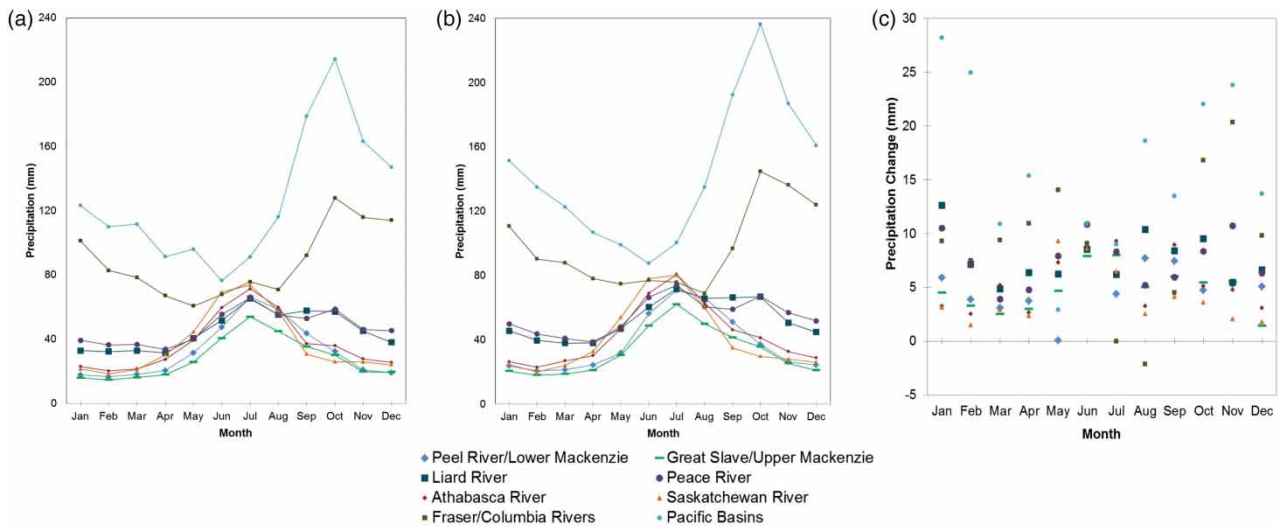 (a)
240
200
160
120
80
40
0
Precipitation (mm)
Jan Feb Mar Apr May Jun Jul Aug Sep Oct Nov Dec
Month
(b)
240
200
160
120
80
40
0
Precipitation (mm)
Jan Feb Mar Apr May Jun Jul Aug Sep Oct Nov Dec
Month
(c)
30
25
20
15
10
5
0
-5
Precipitation Change (mm)
Jan Feb Mar Apr May Jun Jul Aug Sep Oct Nov Dec
Month
Peel River/Lower Mackenzie Great Slave/Upper Mackenzie
Liard River Peace River
Athabasca River Saskatchewan River
Fraser/Columbia Rivers Pacific Basins